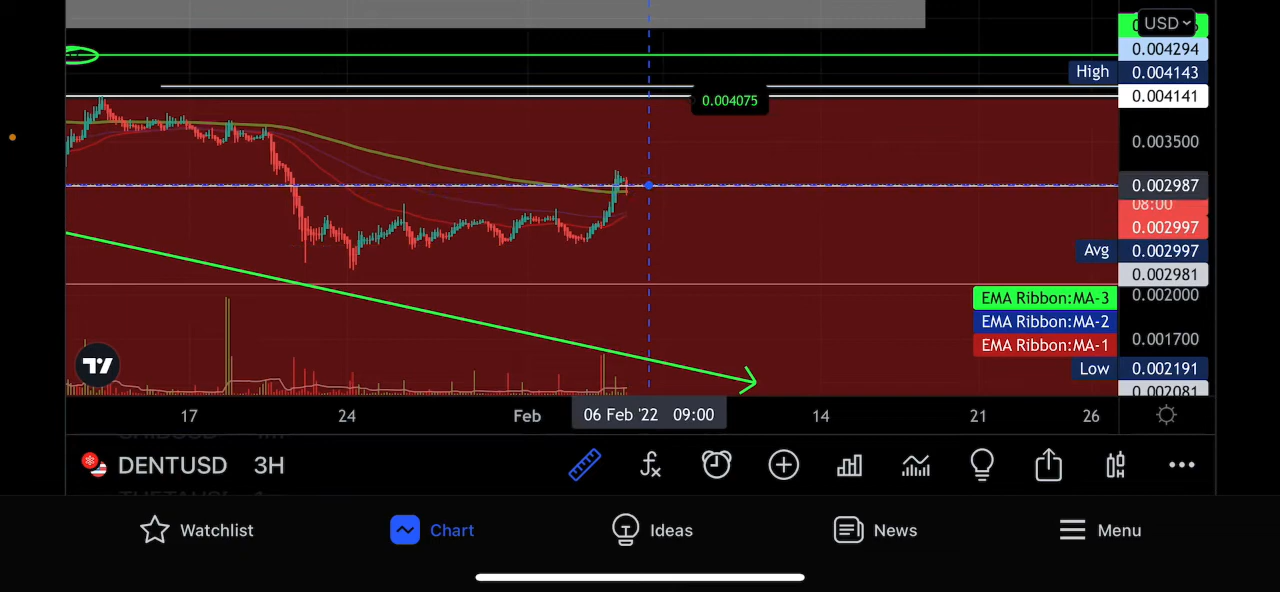 USD
0.004294
High 0.004143
0.004141
0.004075
0.003500
0.002987
08:00
0.002997
Avg 0.002997
0.002981
0.002000
EMA Ribbon:MA-3
EMA Ribbon:MA-2
0.001700
EMA Ribbon:MA-1
Low 0.002191
0.002081
17 24 Feb 06 Feb '22 09:00 14 21 26
DENTUSD 3H
Watchlist Chart Ideas News Menu